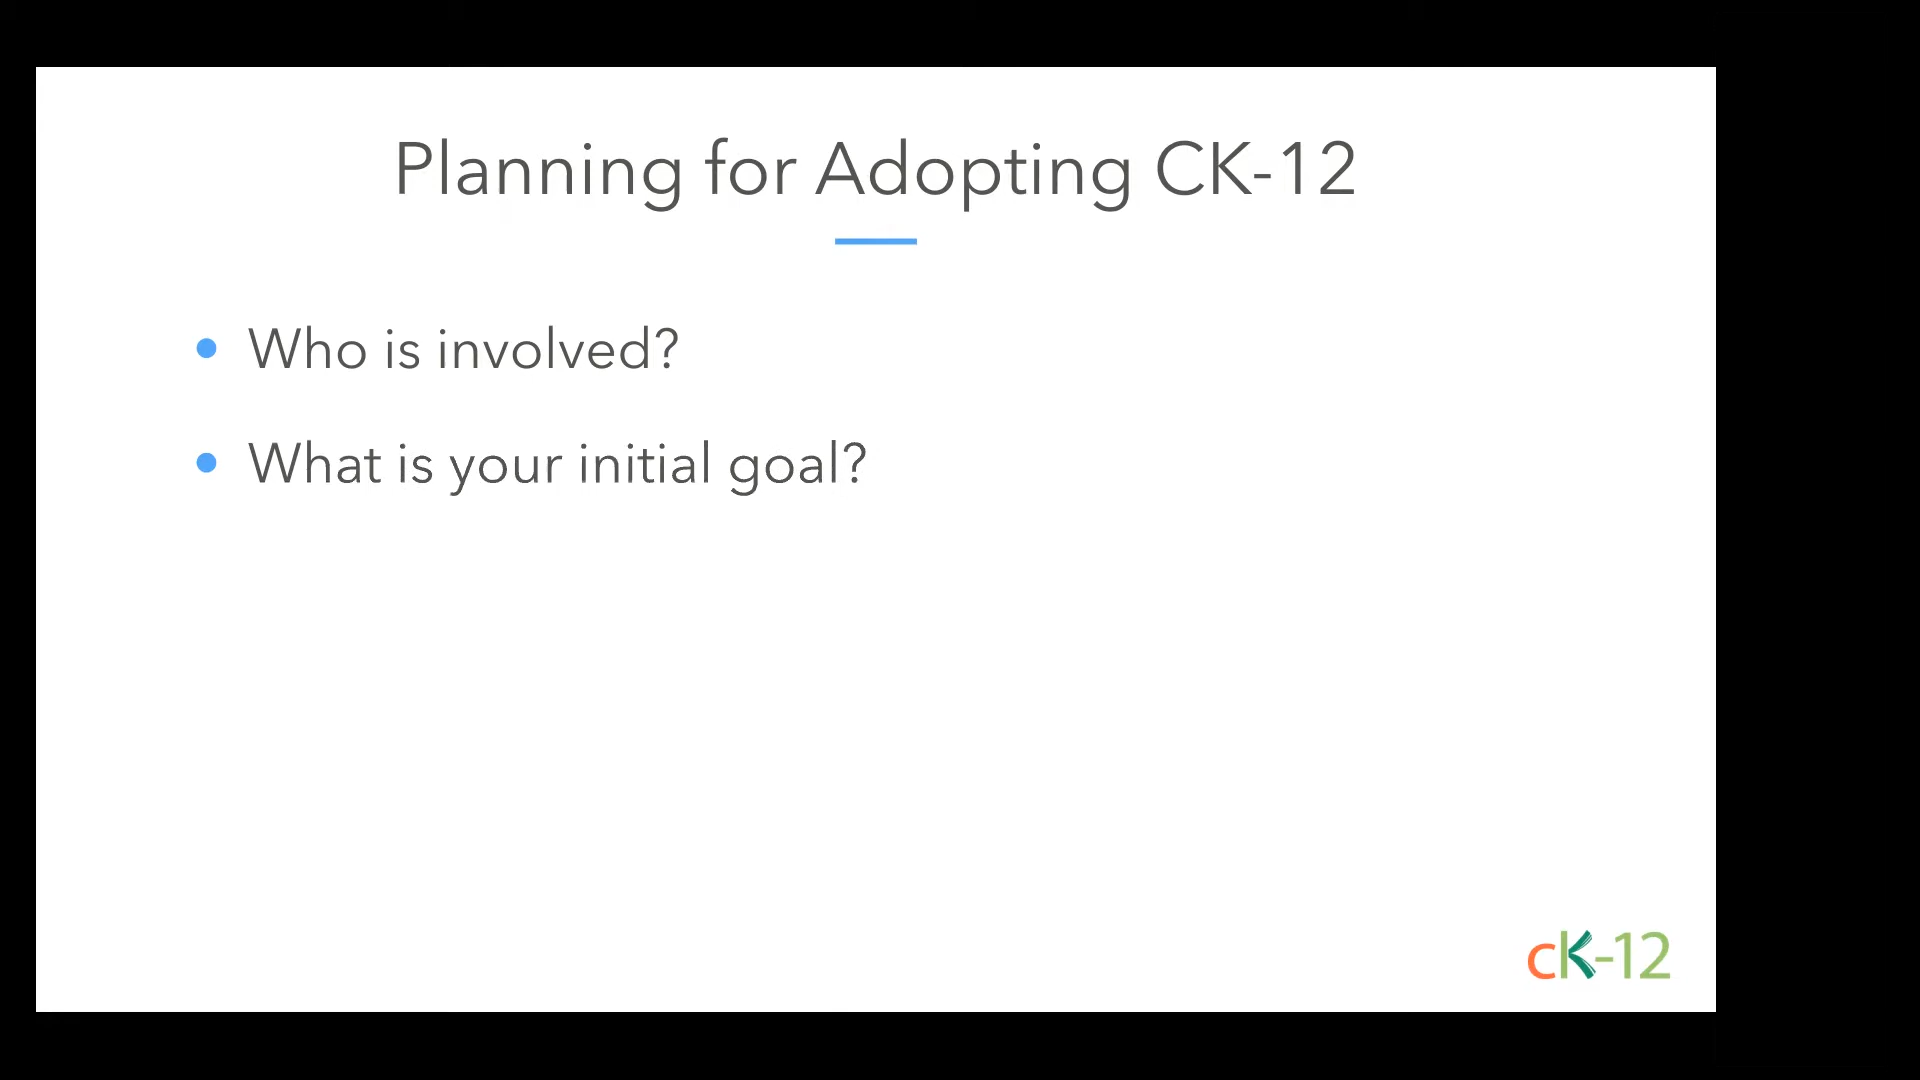 Planning for Adopting CK-12
• Who is involved?
• What is your initial goal?
cK-12